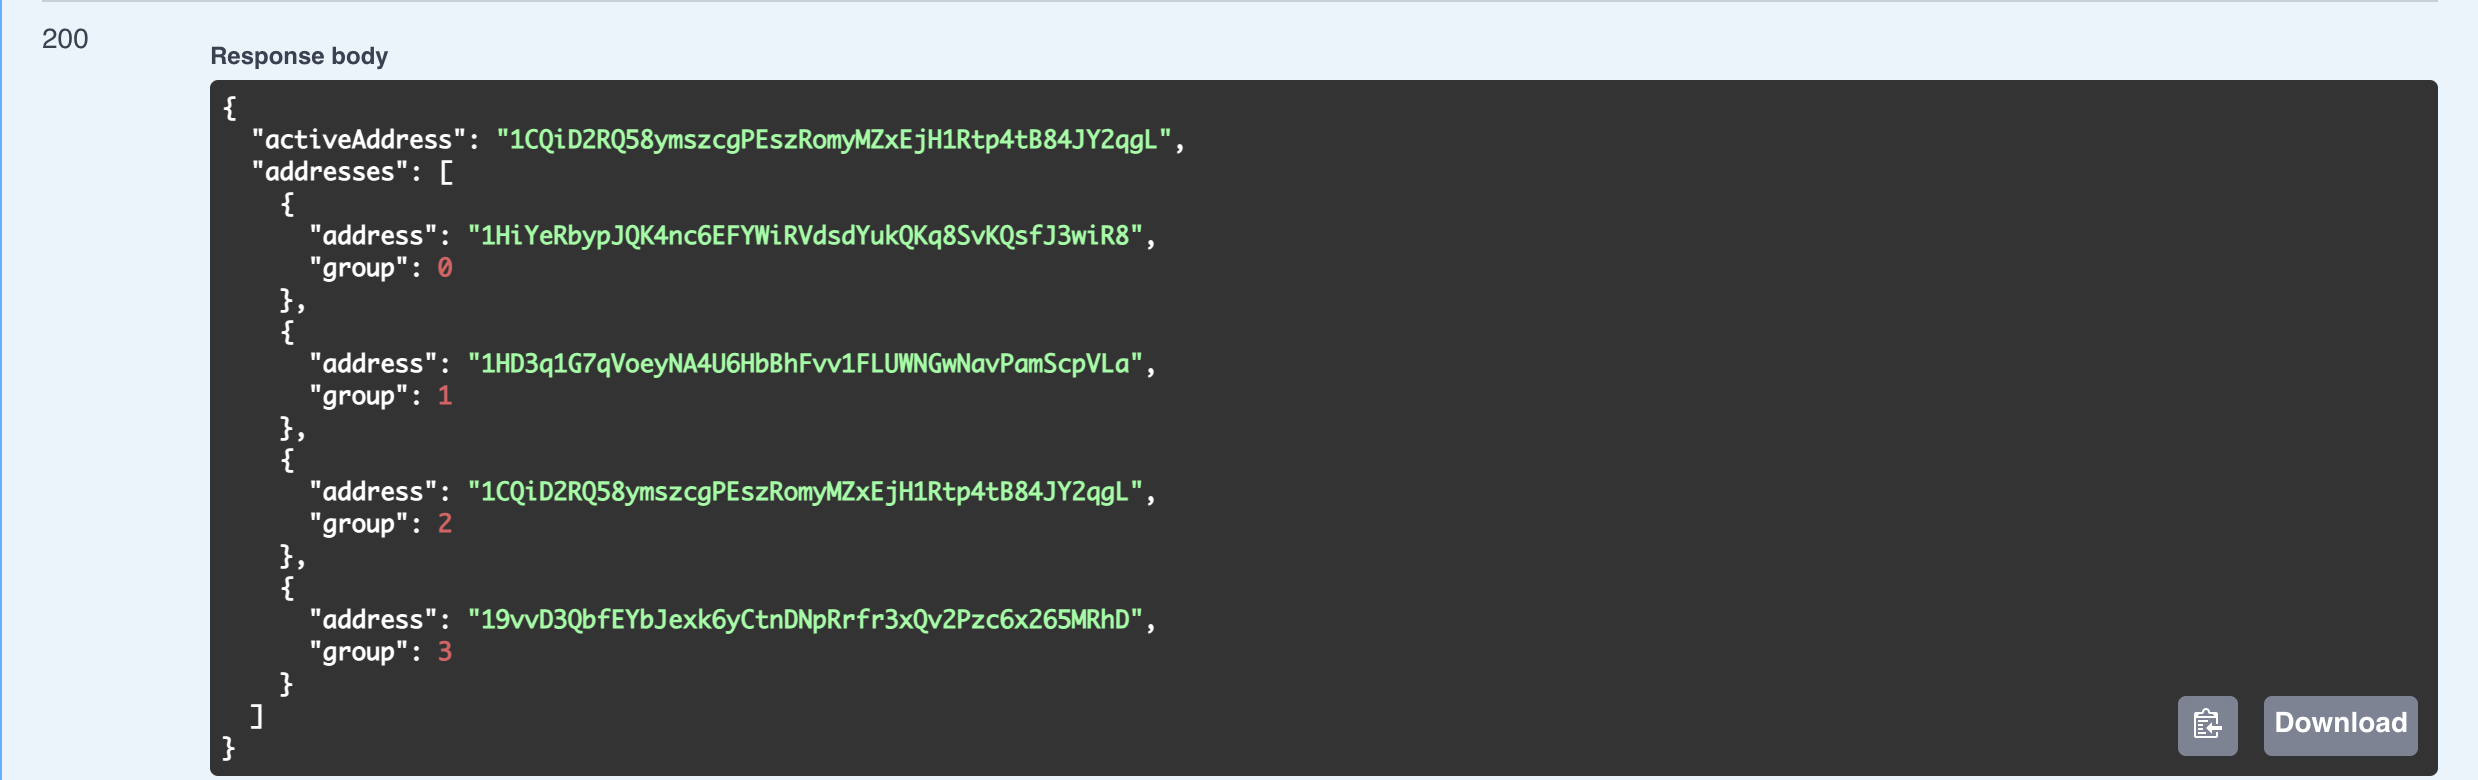 200
Response body
{
  "activeAddress": "1CQiD2RQ58ymszcgPEszRomyMZxEjH1Rtp4tB84JY2qgL",
  "addresses": [
    {
      "address": "1HiYeRbypJQK4nc6EFYWiRVdsdYukQKq8SvKQsfJ3wiR8",
      "group": 0
    },
    {
      "address": "1HD3q1G7qVoeyNA4U6HbBhFvv1FLUWNGwNavPamScpVLa",
      "group": 1
    },
    {
      "address": "1CQiD2RQ58ymszcgPEszRomyMZxEjH1Rtp4tB84JY2qgL",
      "group": 2
    },
    {
      "address": "19vvD3QbfEYbJexk6yCtnDNpRrfr3xQv2Pzc6x265MRhD",
      "group": 3
    }
  ]
}
Download